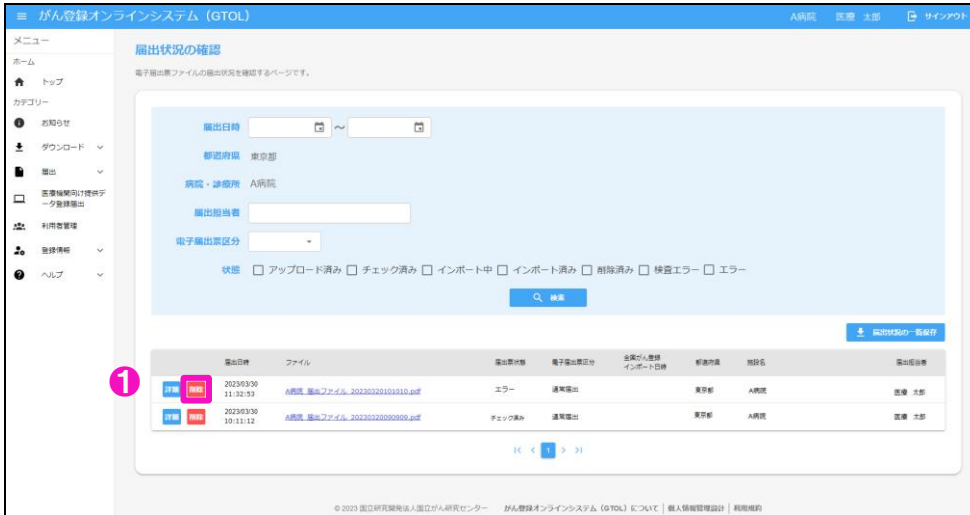 ≡ がん登録オンラインシステム（GTOL） A病院 医療 太郎 サインアウト
メニュー
ホーム
トップ
カテゴリー
お知らせ
ダウンロード
届出
医療機関向け提供データ登録届出
利用者管理
登録情報
ヘルプ
届出状況の確認
電子届出票ファイルの届出状況を確認するページです。
届出日時 ～
都道府県 東京都
病院・診療所 A病院
届出担当者
電子届出票区分
状態 アップロード済み チェック済み インポート中 インポート済み 削除済み 検査エラー エラー
検索
届出状況の一覧保存
届出日時 ファイル 届出票状態 電子届出票区分 全国がん登録 インポート日時 都道府県 施設名 届出担当者
1
詳細 削除 2023/03/30 11:32:53 A病院_届出ファイル_20230320101010.pdf エラー 通常届出 東京都 A病院 医療 太郎
詳細 削除 2023/03/30 10:11:12 A病院_届出ファイル_20230320090909.pdf チェック済み 通常届出 東京都 A病院 医療 太郎
|< < 1 > >|
© 2023 国立研究開発法人国立がん研究センター がん登録オンラインシステム（GTOL）について | 個人情報管理設計 | 利用規約